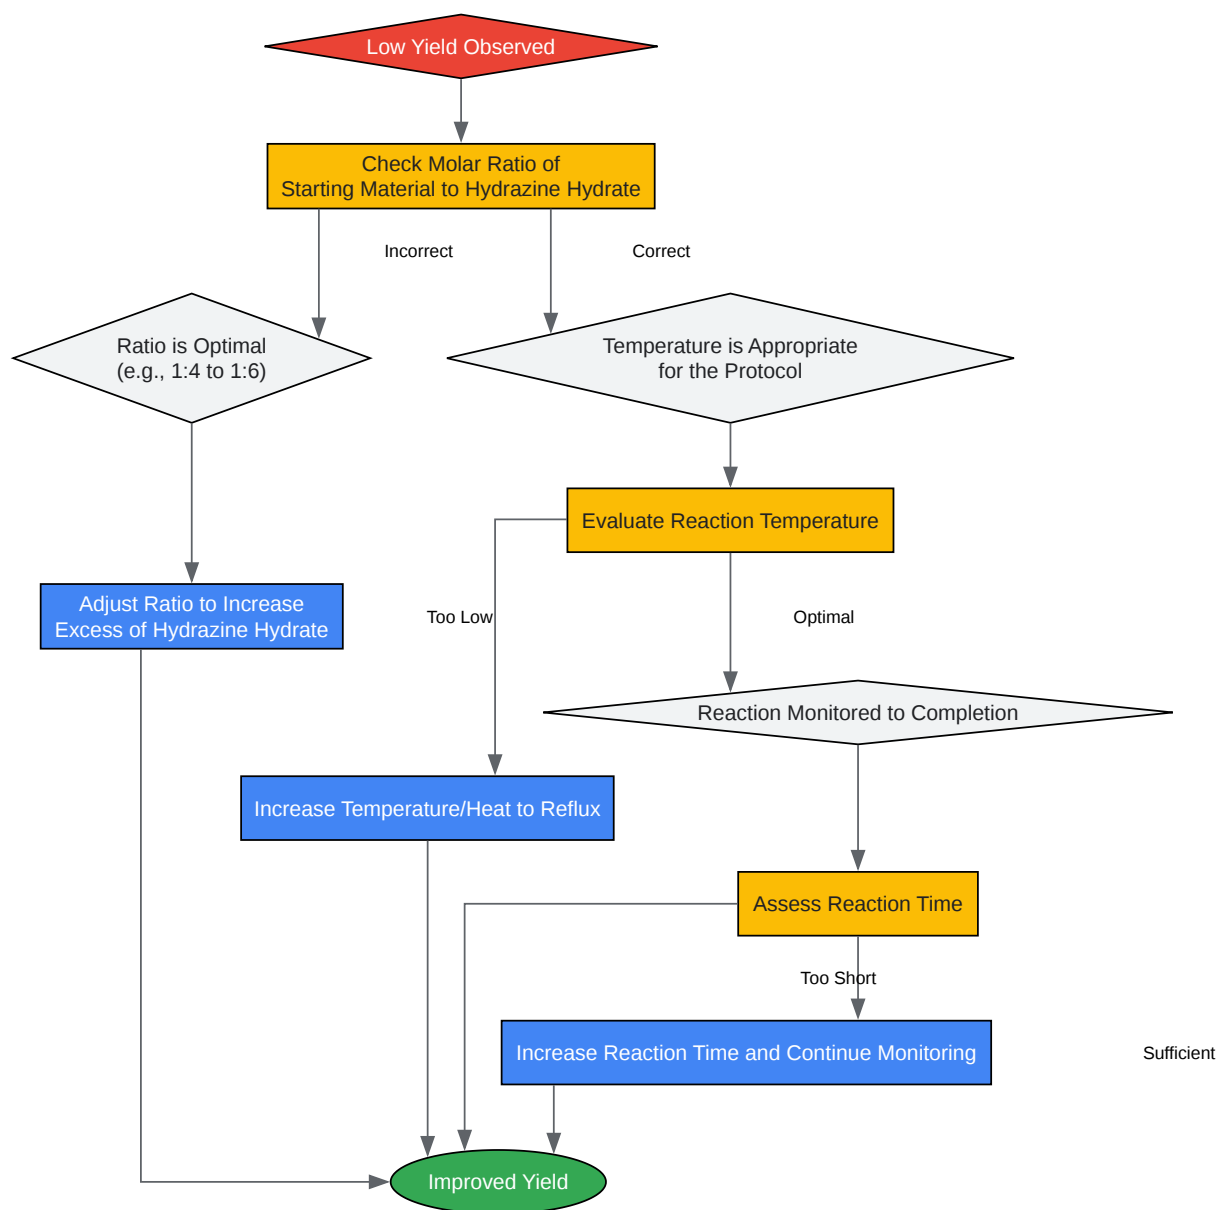 Low Yield Observed
Check Molar Ratio of
Starting Material to Hydrazine Hydrate
Incorrect
Correct
Ratio is Optimal
(e.g., 1:4 to 1:6)
Temperature is Appropriate
for the Protocol
Evaluate Reaction Temperature
Adjust Ratio to Increase
Excess of Hydrazine Hydrate
Too Low
Optimal
Reaction Monitored to Completion
Increase Temperature/Heat to Reflux
Assess Reaction Time
Too Short
Increase Reaction Time and Continue Monitoring
Sufficient
Improved Yield